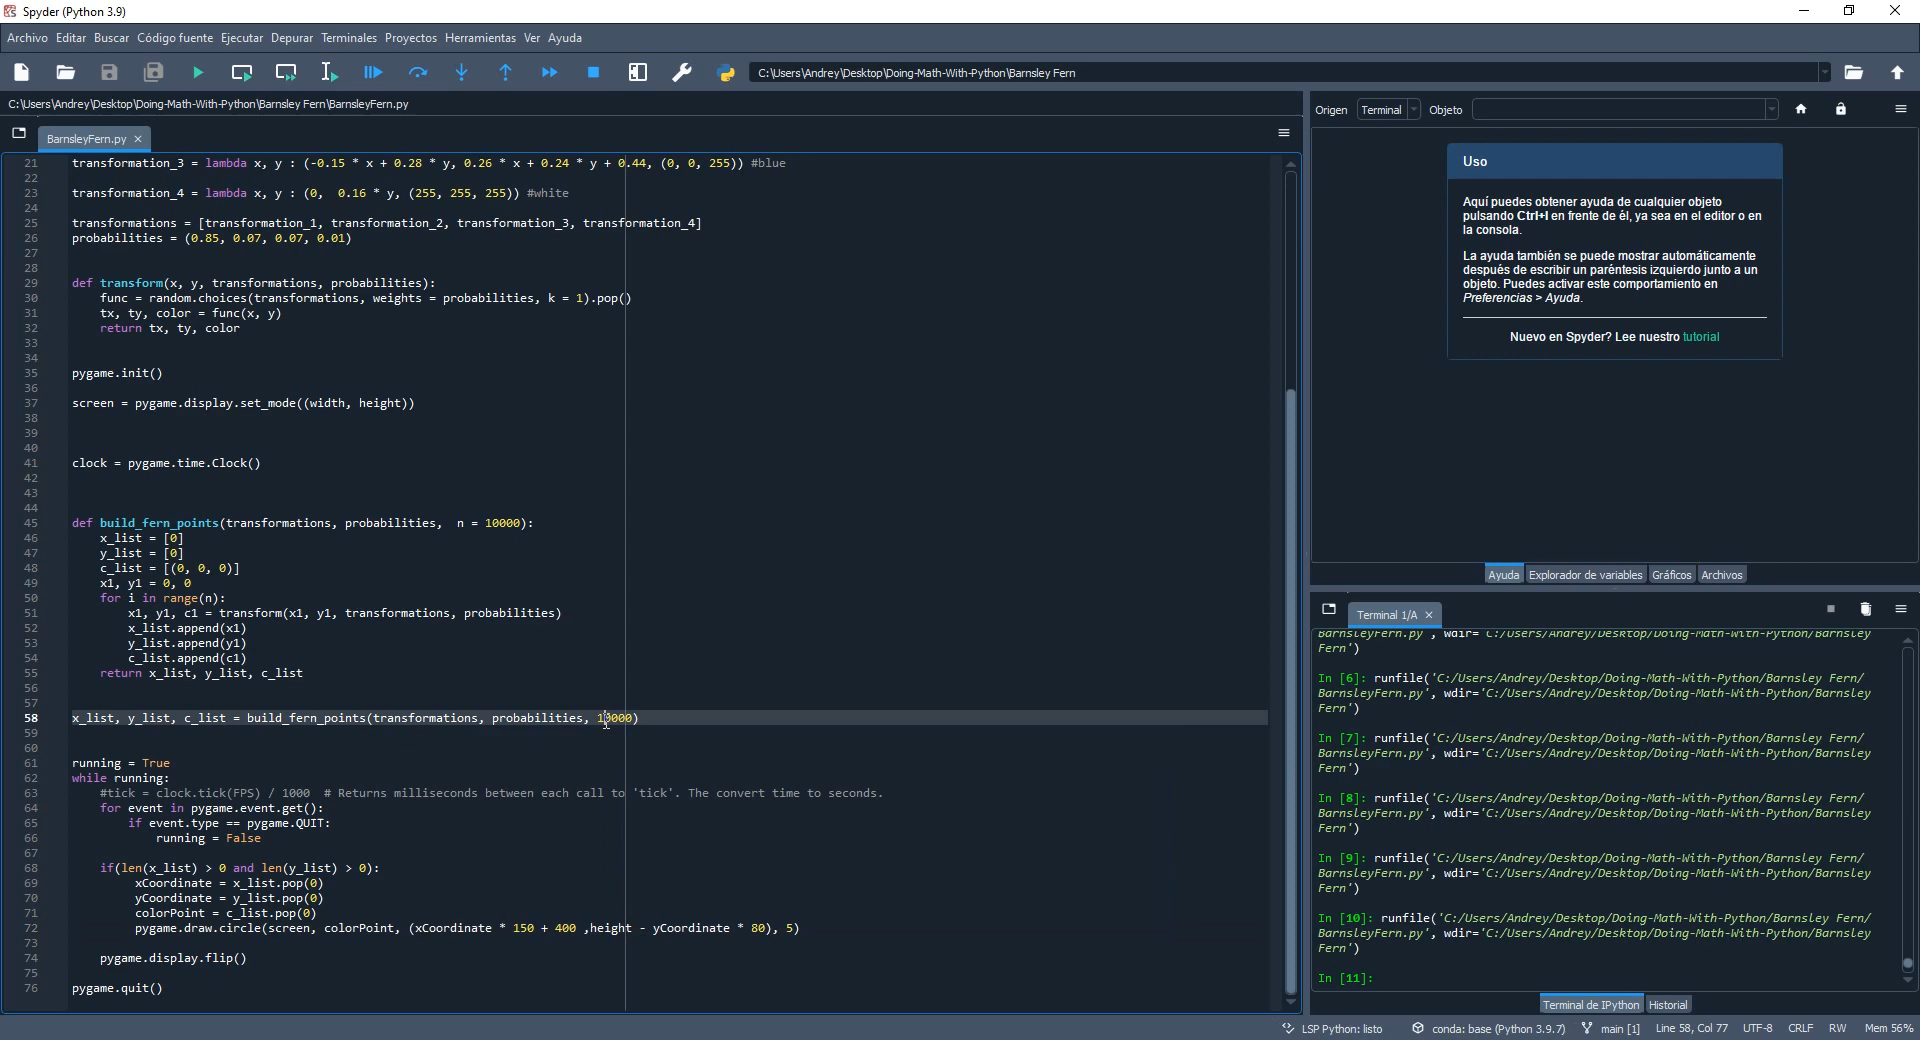 Spyder (Python 3.9)
Archivo Editar Buscar Código fuente Ejecutar Depurar Terminales Proyectos Herramientas Ver Ayuda
C:\Users\Andrey\Desktop\Doing-Math-With-Python\Barnsley Fern
C:\Users\Andrey\Desktop\Doing-Math-With-Python\Barnsley Fern\BarnsleyFern.py
BarnsleyFern.py
21 transformation_3 = lambda x, y : (-0.15 * x + 0.28 * y, 0.26 * x + 0.24 * y + 0.44, (0, 0, 255)) #blue
22
23 transformation_4 = lambda x, y : (0,  0.16 * y, (255, 255, 255)) #white
24
25 transformations = [transformation_1, transformation_2, transformation_3, transformation_4]
26 probabilities = (0.85, 0.07, 0.07, 0.01)
27
28
29 def transform(x, y, transformations, probabilities):
30     func = random.choices(transformations, weights = probabilities, k = 1).pop()
31     tx, ty, color = func(x, y)
32     return tx, ty, color
33
34
35 pygame.init()
36
37 screen = pygame.display.set_mode((width, height))
38
39
40
41 clock = pygame.time.Clock()
42
43
44
45 def build_fern_points(transformations, probabilities,  n = 10000):
46     x_list = [0]
47     y_list = [0]
48     c_list = [(0, 0, 0)]
49     x1, y1 = 0, 0
50     for i in range(n):
51         x1, y1, c1 = transform(x1, y1, transformations, probabilities)
52         x_list.append(x1)
53         y_list.append(y1)
54         c_list.append(c1)
55     return x_list, y_list, c_list
56
57
58 x_list, y_list, c_list = build_fern_points(transformations, probabilities, 10000)
59
60
61 running = True
62 while running:
63     #tick = clock.tick(FPS) / 1000  # Returns milliseconds between each call to 'tick'. The convert time to seconds.
64     for event in pygame.event.get():
65         if event.type == pygame.QUIT:
66             running = False
67
68     if(len(x_list) > 0 and len(y_list) > 0):
69          xCoordinate = x_list.pop(0)
70          yCoordinate = y_list.pop(0)
71          colorPoint = c_list.pop(0)
72          pygame.draw.circle(screen, colorPoint, (xCoordinate * 150 + 400 ,height - yCoordinate * 80), 5)
73
74     pygame.display.flip()
75
76 pygame.quit()
Origen Terminal Objeto
Uso
Aquí puedes obtener ayuda de cualquier objeto
pulsando Ctrl+I en frente de él, ya sea en el editor o en
la consola.
La ayuda también se puede mostrar automáticamente
después de escribir un paréntesis izquierdo junto a un
objeto. Puedes activar este comportamiento en
Preferencias > Ayuda.
Nuevo en Spyder? Lee nuestro tutorial
Ayuda Explorador de variables Gráficos Archivos
Terminal 1/A
BarnsleyFern.py', wdir='C:/Users/Andrey/Desktop/Doing-Math-With-Python/Barnsley
Fern')
In [6]: runfile('C:/Users/Andrey/Desktop/Doing-Math-With-Python/Barnsley Fern/
BarnsleyFern.py', wdir='C:/Users/Andrey/Desktop/Doing-Math-With-Python/Barnsley
Fern')
In [7]: runfile('C:/Users/Andrey/Desktop/Doing-Math-With-Python/Barnsley Fern/
BarnsleyFern.py', wdir='C:/Users/Andrey/Desktop/Doing-Math-With-Python/Barnsley
Fern')
In [8]: runfile('C:/Users/Andrey/Desktop/Doing-Math-With-Python/Barnsley Fern/
BarnsleyFern.py', wdir='C:/Users/Andrey/Desktop/Doing-Math-With-Python/Barnsley
Fern')
In [9]: runfile('C:/Users/Andrey/Desktop/Doing-Math-With-Python/Barnsley Fern/
BarnsleyFern.py', wdir='C:/Users/Andrey/Desktop/Doing-Math-With-Python/Barnsley
Fern')
In [10]: runfile('C:/Users/Andrey/Desktop/Doing-Math-With-Python/Barnsley Fern/
BarnsleyFern.py', wdir='C:/Users/Andrey/Desktop/Doing-Math-With-Python/Barnsley
Fern')
In [11]:
Terminal de IPython Historial
LSP Python: listo conda: base (Python 3.9.7) main [1] Line 58, Col 77 UTF-8 CRLF RW Mem 56%